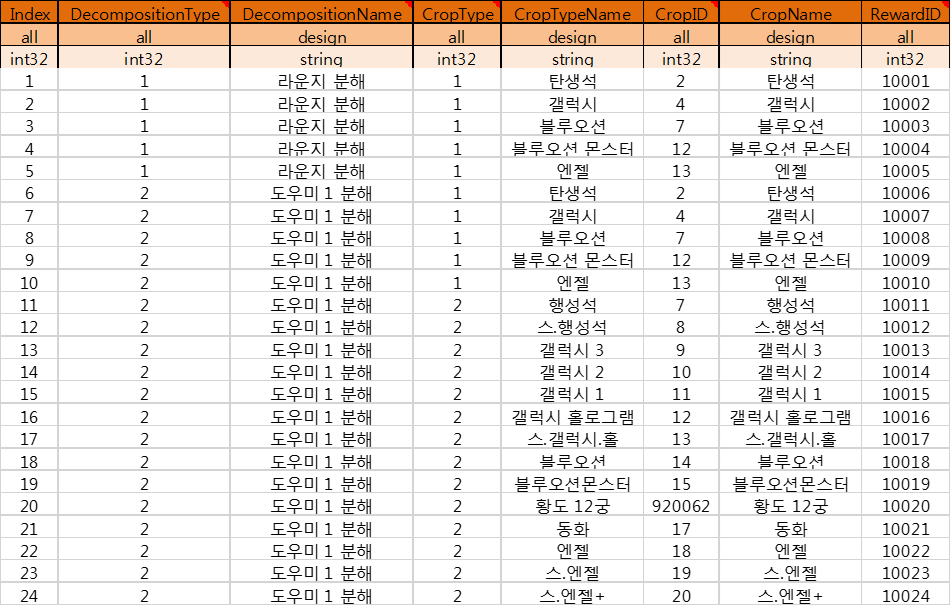 Index DecompositionType DecompositionName CropType CropTypeName CropID CropName RewardID
all all design all design all design all
int32 int32 string int32 string int32 string int32
1 1 라운지 분해 1 탄생석 2 탄생석 10001
2 1 라운지 분해 1 갤럭시 4 갤럭시 10002
3 1 라운지 분해 1 블루오션 7 블루오션 10003
4 1 라운지 분해 1 블루오션 몬스터 12 블루오션 몬스터 10004
5 1 라운지 분해 1 엔젤 13 엔젤 10005
6 2 도우미 1 분해 1 탄생석 2 탄생석 10006
7 2 도우미 1 분해 1 갤럭시 4 갤럭시 10007
8 2 도우미 1 분해 1 블루오션 7 블루오션 10008
9 2 도우미 1 분해 1 블루오션 몬스터 12 블루오션 몬스터 10009
10 2 도우미 1 분해 1 엔젤 13 엔젤 10010
11 2 도우미 1 분해 2 행성석 7 행성석 10011
12 2 도우미 1 분해 2 스.행성석 8 스.행성석 10012
13 2 도우미 1 분해 2 갤럭시 3 9 갤럭시 3 10013
14 2 도우미 1 분해 2 갤럭시 2 10 갤럭시 2 10014
15 2 도우미 1 분해 2 갤럭시 1 11 갤럭시 1 10015
16 2 도우미 1 분해 2 갤럭시 홀로그램 12 갤럭시 홀로그램 10016
17 2 도우미 1 분해 2 스.갤럭시.홀 13 스.갤럭시.홀 10017
18 2 도우미 1 분해 2 블루오션 14 블루오션 10018
19 2 도우미 1 분해 2 블루오션몬스터 15 블루오션몬스터 10019
20 2 도우미 1 분해 2 황도 12궁 920062 황도 12궁 10020
21 2 도우미 1 분해 2 동화 17 동화 10021
22 2 도우미 1 분해 2 엔젤 18 엔젤 10022
23 2 도우미 1 분해 2 스.엔젤 19 스.엔젤 10023
24 2 도우미 1 분해 2 스.엔젤+ 20 스.엔젤+ 10024